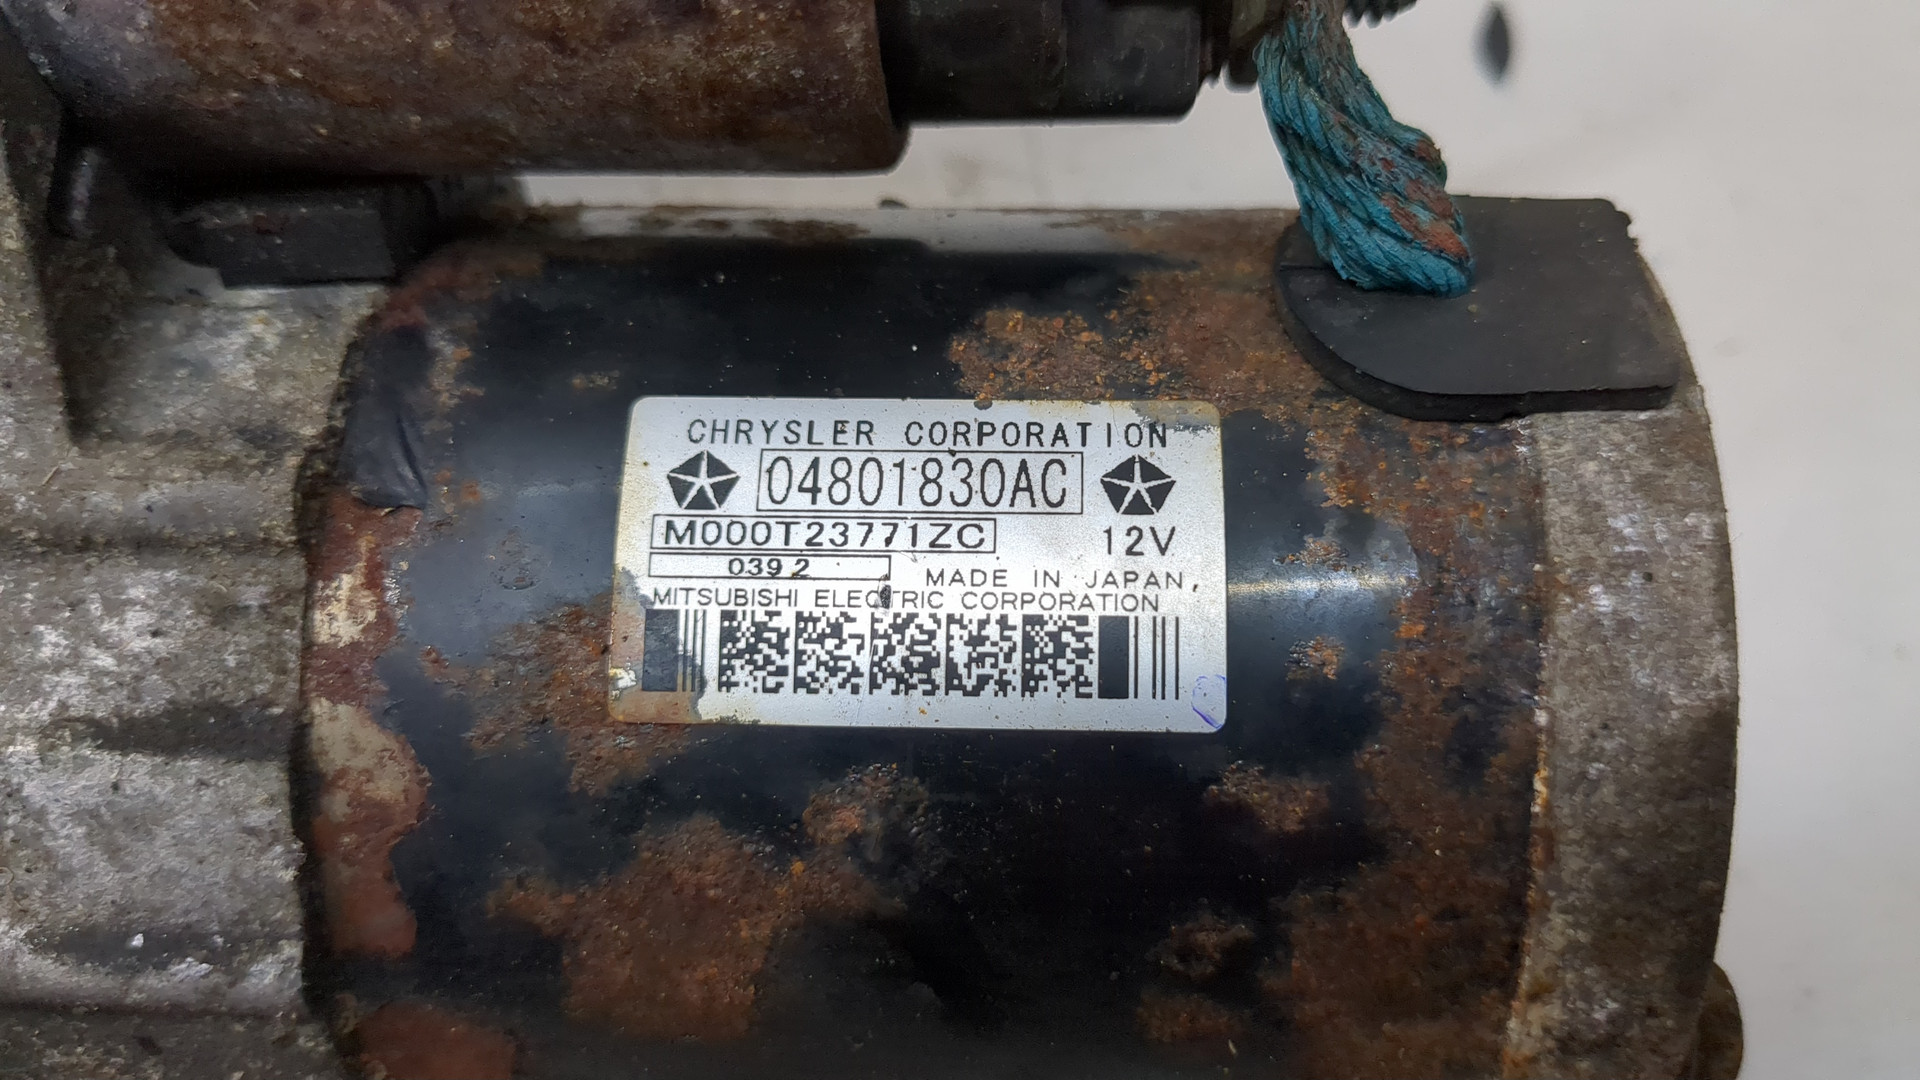 CHRYSLER CORPORATION
04801830AC
M000T23771ZC
12V
039 2
MADE IN JAPAN
MITSUBISHI ELECTRIC CORPORATION